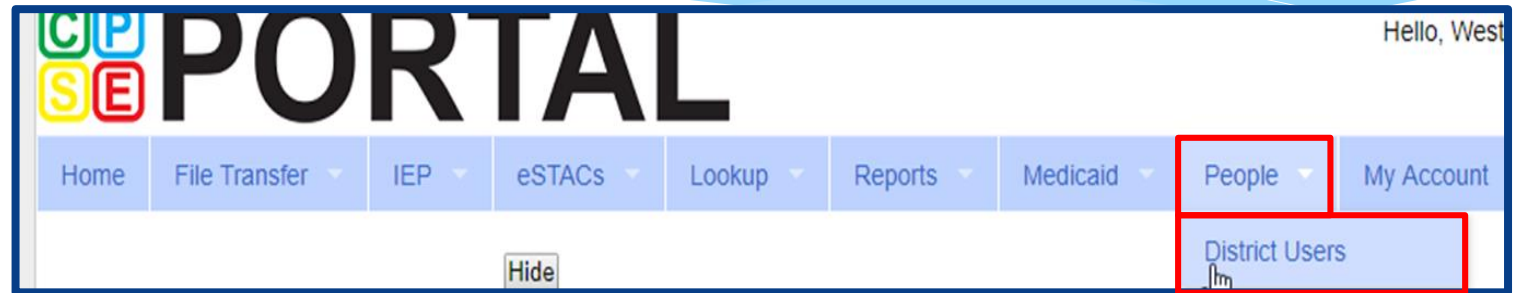 CP
SE PORTAL
Hello, West
Home File Transfer IEP eSTACs Lookup Reports Medicaid People My Account
Hide
District Users